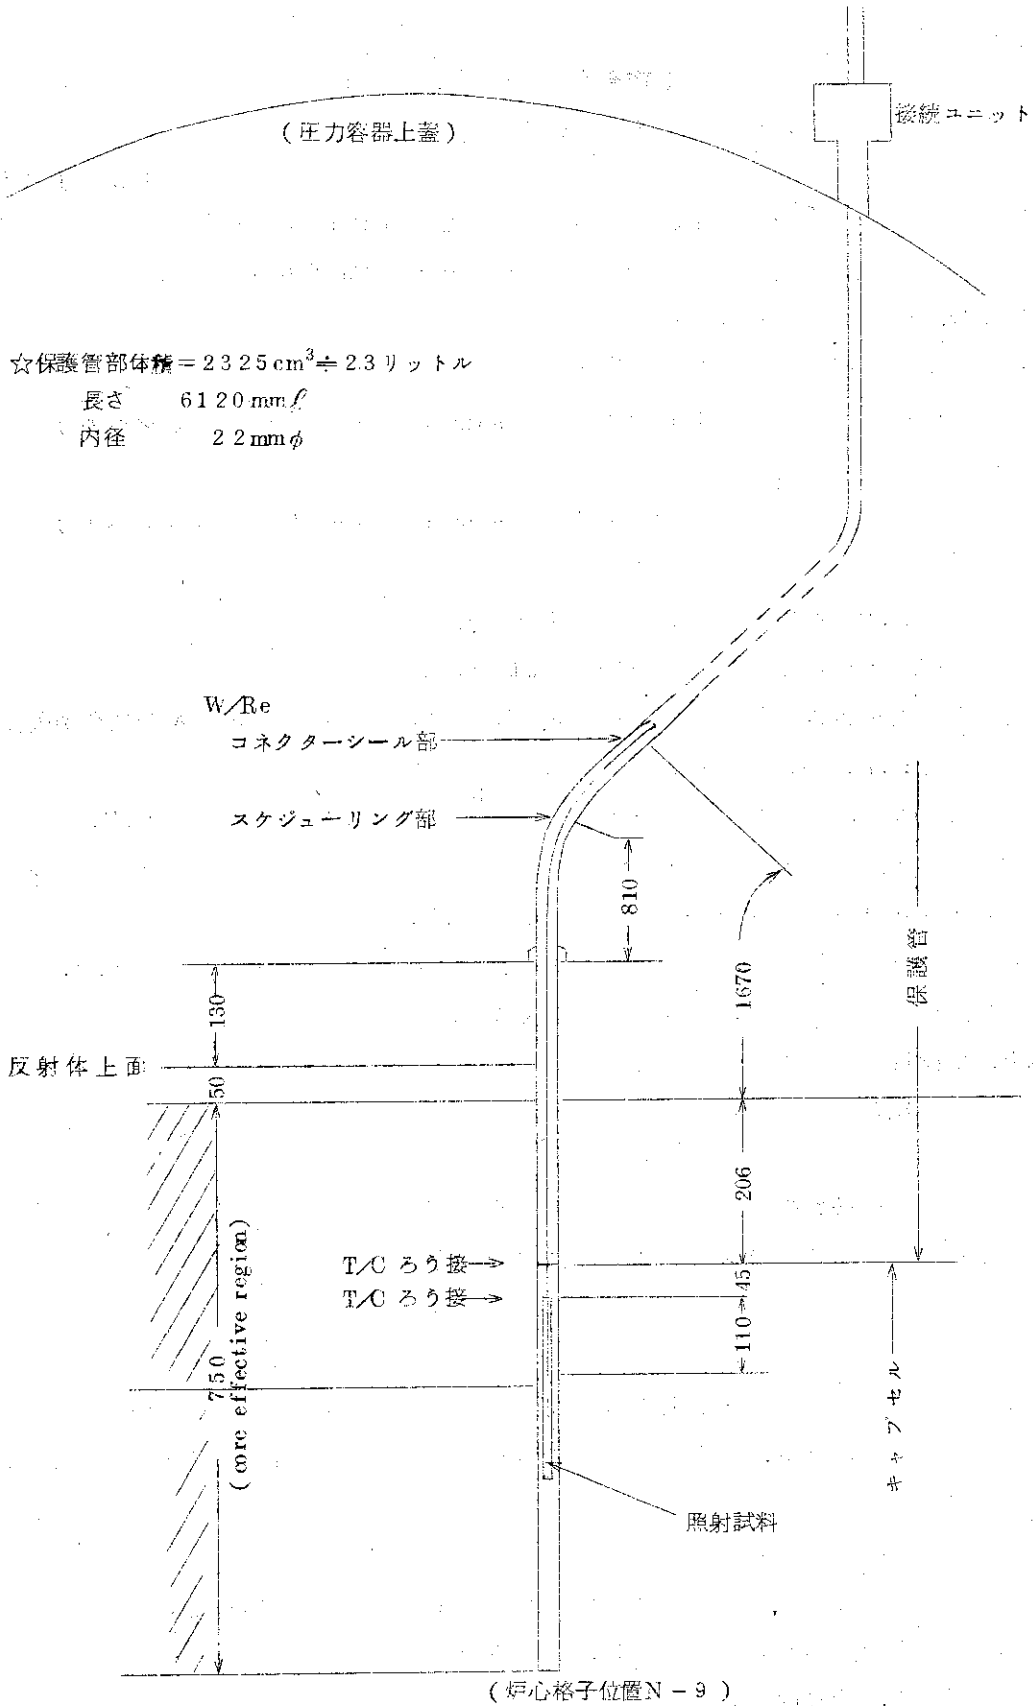 (圧力容器上蓋)
接続ユニット
☆保護管部体積=2325cm³≒2.3リットル
長さ 6120mmℓ
内径 22mmφ
W/Re
コネクターシール部
スケジューリング部
810
130
1670
保護管
反射体上面
50
206
T/C ろう接
45
T/C ろう接
110
750
(core effective region)
キャプセル
照射試料
(炉心格子位置N-9)